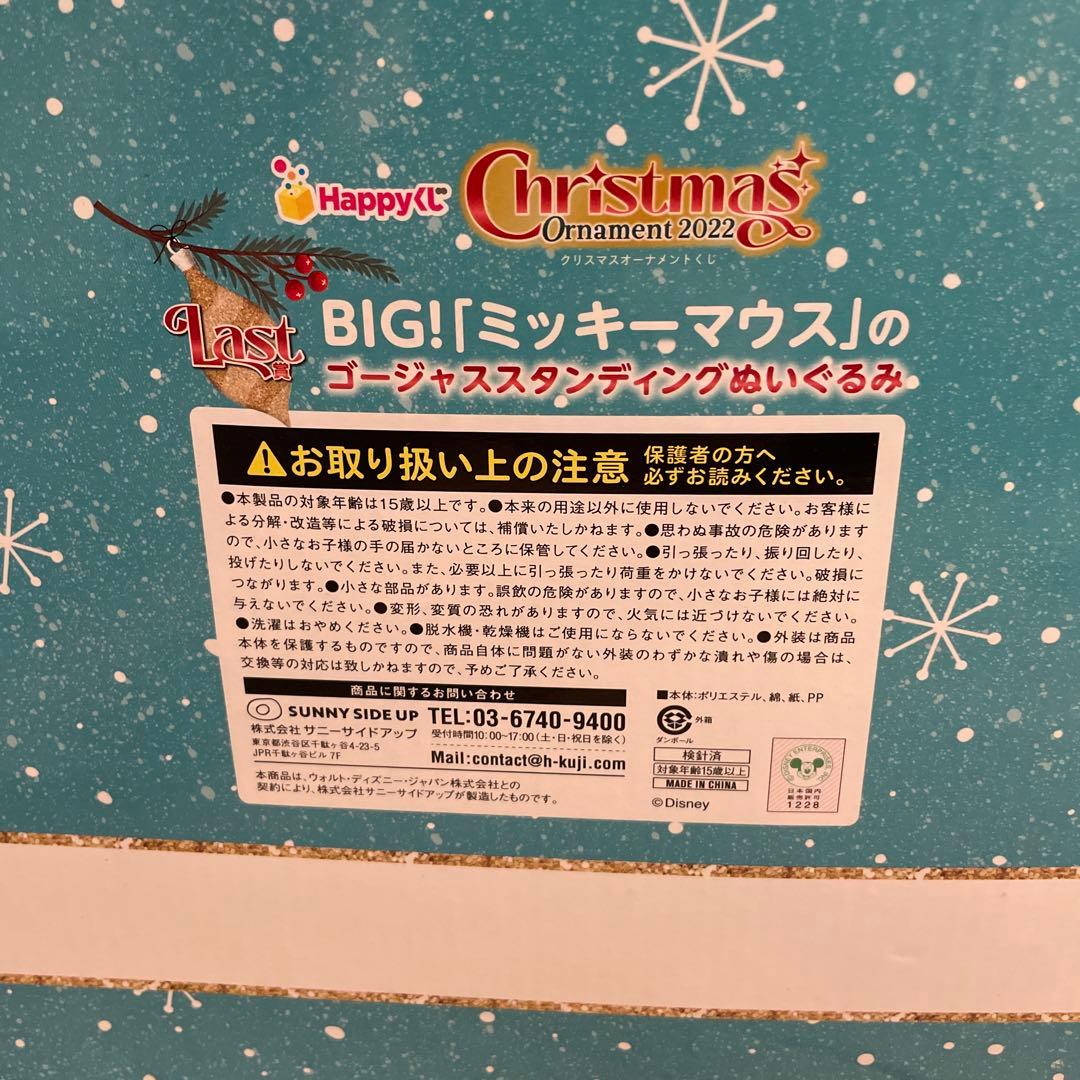 Happyくじ
Christmas
Ornament 2022
クリスマスオーナメントくじ
Last賞
BIG!「ミッキーマウス」の
ゴージャススタンディングぬいぐるみ
お取り扱い上の注意 保護者の方へ
必ずお読みください。
●本製品の対象年齢は15歳以上です。●本来の用途以外に使用しないでください。お客様に
よる分解・改造等による破損については、補償いたしかねます。●思わぬ事故の危険があります
ので、小さなお子様の手の届かないところに保管してください。●引っ張ったり、振り回したり、
投げたりしないでください。また、必要以上に引っ張ったり荷重をかけないでください。破損に
つながります。●小さな部品があります。誤飲の危険がありますので、小さなお子様には絶対に
与えないでください。●変形、変質の恐れがありますので、火気には近づけないでください。
●洗濯はおやめください。●脱水機・乾燥機はご使用にならないでください。●外装は商品
本体を保護するものですので、商品自体に問題がない外装のわずかな潰れや傷の場合は、
交換等の対応は致しかねますので、予めご了承ください。
商品に関するお問い合わせ
SUNNY SIDE UP
株式会社 サニーサイドアップ
東京都渋谷区千駄ヶ谷4-23-5
JPR千駄ヶ谷ビル 7F
TEL:03-6740-9400
受付時間10:00~17:00(土・日・祝日を除く)
Mail:contact@h-kuji.com
本商品は、ウォルト・ディズニー・ジャパン株式会社との
契約により、株式会社サニーサイドアップが製造したものです。
■本体:ポリエステル、綿、紙、PP
外箱
ダンボール
検針済
対象年齢15歳以上
MADE IN CHINA
©Disney
DISNEY ENTERPRISES, INC.
日本国内
販売許可
1228